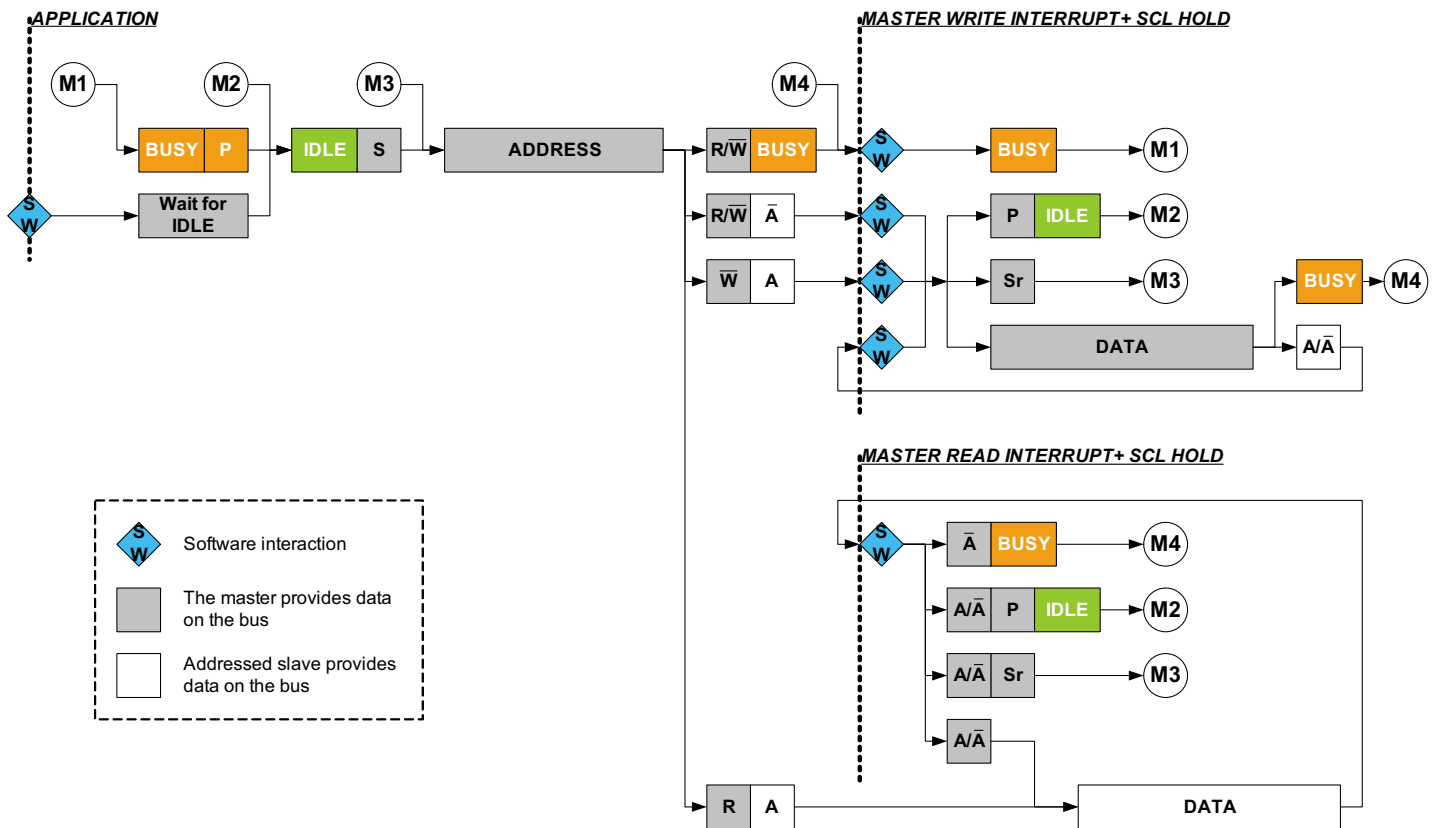 APPLICATION
MASTER WRITE INTERRUPT+ SCL HOLD
M1
M2
M3
M4
BUSY P
IDLE S
ADDRESS
R/W̅ BUSY
S
W
BUSY
M1
S
W
Wait for
IDLE
R/W̅ A̅
S
W
P IDLE
M2
W̅ A
S
W
Sr
M3
BUSY
M4
S
W
DATA
A/A̅
MASTER READ INTERRUPT+ SCL HOLD
S
W
A̅ BUSY
M4
A/A̅ P IDLE
M2
A/A̅ Sr
M3
A/A̅
R A
DATA
S
W
Software interaction
The master provides data
on the bus
Addressed slave provides
data on the bus